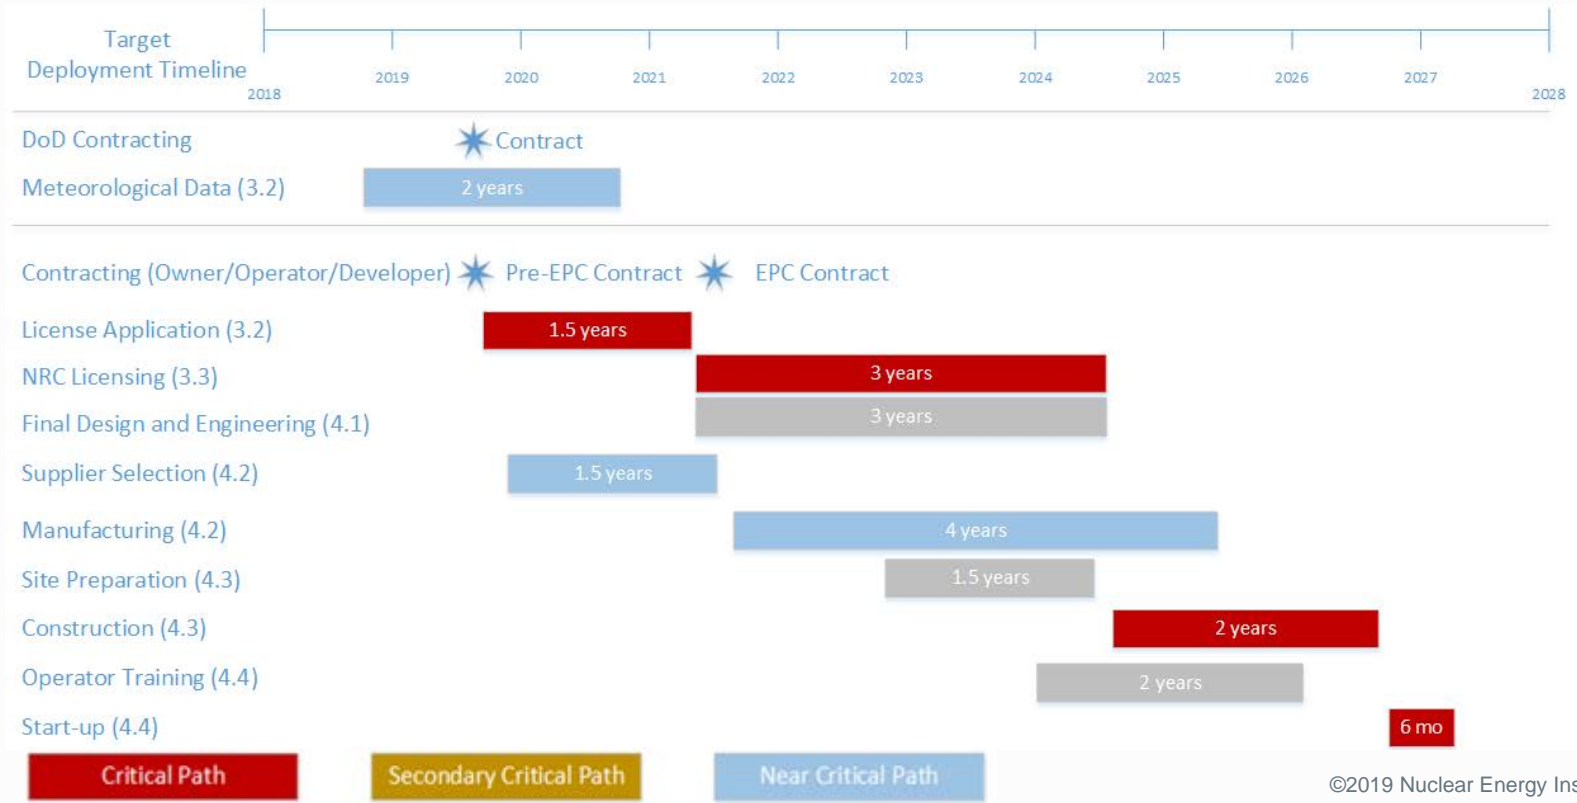 Target
Deployment Timeline
2018
2019
2020
2021
2022
2023
2024
2025
2026
2027
2028
DoD Contracting
Contract
Meteorological Data (3.2)
2 years
Contracting (Owner/Operator/Developer)
Pre-EPC Contract
EPC Contract
License Application (3.2)
1.5 years
NRC Licensing (3.3)
3 years
Final Design and Engineering (4.1)
3 years
Supplier Selection (4.2)
1.5 years
Manufacturing (4.2)
4 years
Site Preparation (4.3)
1.5 years
Construction (4.3)
2 years
Operator Training (4.4)
2 years
Start-up (4.4)
6 mo
Critical Path
Secondary Critical Path
Near Critical Path
©2019 Nuclear Energy Ins